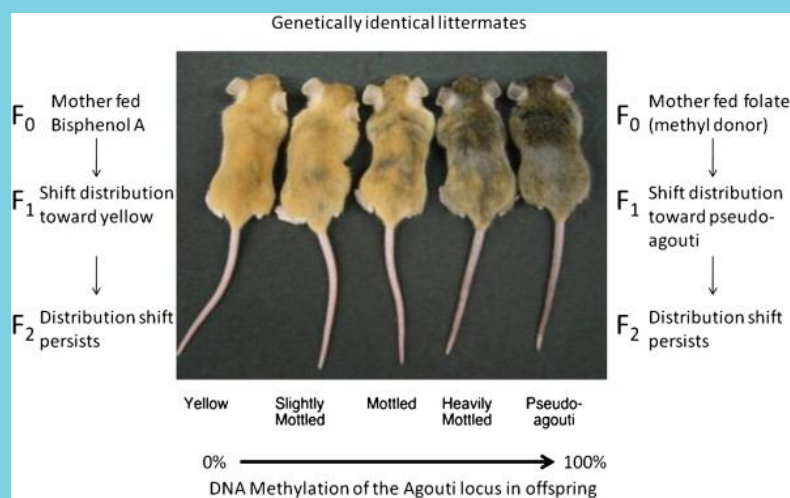 Genetically identical littermates
F0 Mother fed
Bisphenol A
F1 Shift distribution
toward yellow
F2 Distribution shift
persists
F0 Mother fed folate
(methyl donor)
F1 Shift distribution
toward pseudo-
agouti
F2 Distribution shift
persists
Yellow
Slightly
Mottled
Mottled
Heavily
Mottled
Pseudo-
agouti
0% 100%
DNA Methylation of the Agouti locus in offspring